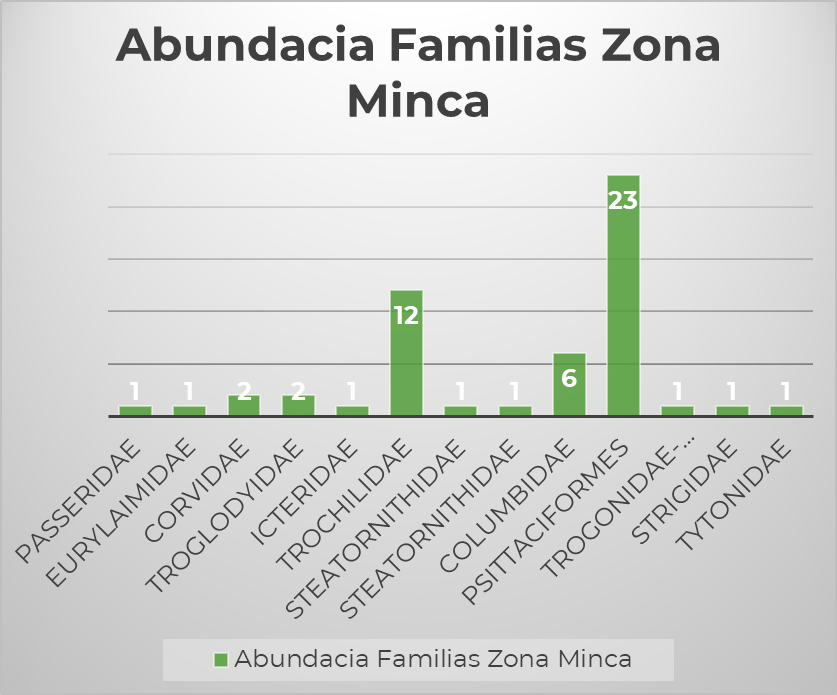 Abundacia Familias Zona
Minca
1
1
2
2
1
12
1
1
6
23
1
1
1
PASSERIDAE
EURYLAIMIDAE
CORVIDAE
TROGLODYIDAE
ICTERIDAE
TROCHILIDAE
STEATORNITHIDAE
STEATORNITHIDAE
COLUMBIDAE
PSITTACIFORMES
TROGONIDAE-...
STRIGIDAE
TYTONIDAE
Abundacia Familias Zona Minca